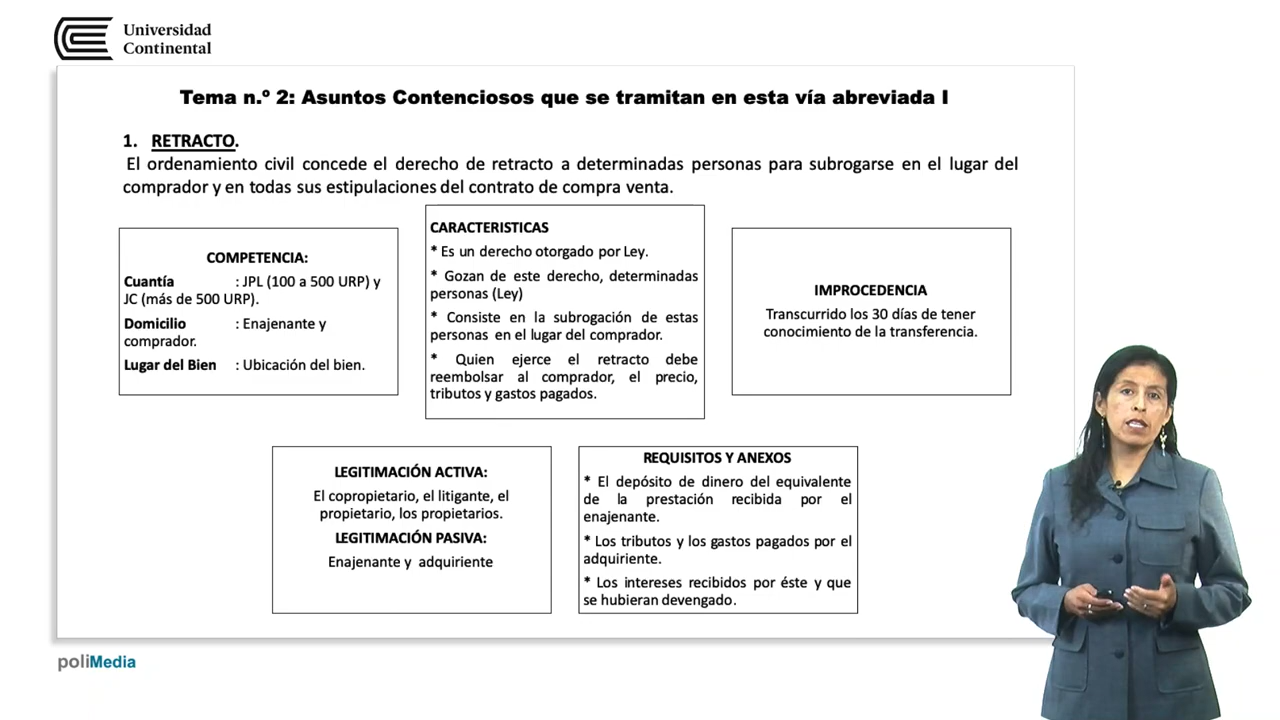 Universidad
Continental
Tema n.º 2: Asuntos Contenciosos que se tramitan en esta vía abreviada I
1. RETRACTO.
El ordenamiento civil concede el derecho de retracto a determinadas personas para subrogarse en el lugar del
comprador y en todas sus estipulaciones del contrato de compra venta.
COMPETENCIA:
Cuantía : JPL (100 a 500 URP) y
JC (más de 500 URP).
Domicilio : Enajenante y
comprador.
Lugar del Bien : Ubicación del bien.
CARACTERISTICAS
* Es un derecho otorgado por Ley.
* Gozan de este derecho, determinadas
personas (Ley)
* Consiste en la subrogación de estas
personas en el lugar del comprador.
* Quien ejerce el retracto debe
reembolsar al comprador, el precio,
tributos y gastos pagados.
IMPROCEDENCIA
Transcurrido los 30 días de tener
conocimiento de la transferencia.
LEGITIMACIÓN ACTIVA:
El copropietario, el litigante, el
propietario, los propietarios.
LEGITIMACIÓN PASIVA:
Enajenante y adquiriente
REQUISITOS Y ANEXOS
* El depósito de dinero del equivalente
de la prestación recibida por el
enajenante.
* Los tributos y los gastos pagados por el
adquiriente.
* Los intereses recibidos por éste y que
se hubieran devengado.
poliMedia